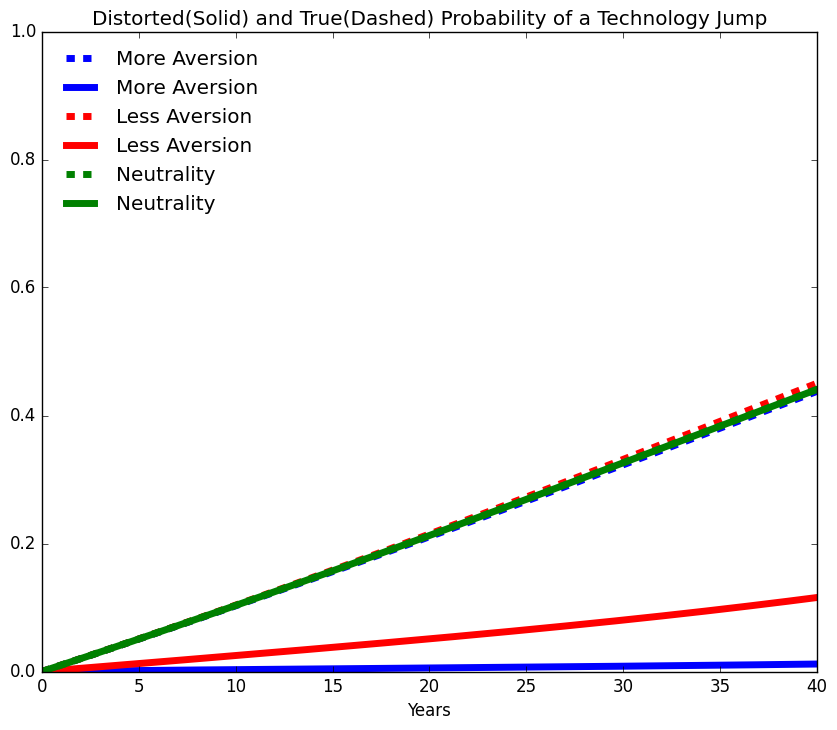 Distorted(Solid) and True(Dashed) Probability of a Technology Jump
1.0
More Aversion
More Aversion
Less Aversion
Less Aversion
Neutrality
Neutrality
0.8
0.6
0.4
0.2
0.0
0 5 10 15 20 25 30 35 40
Years